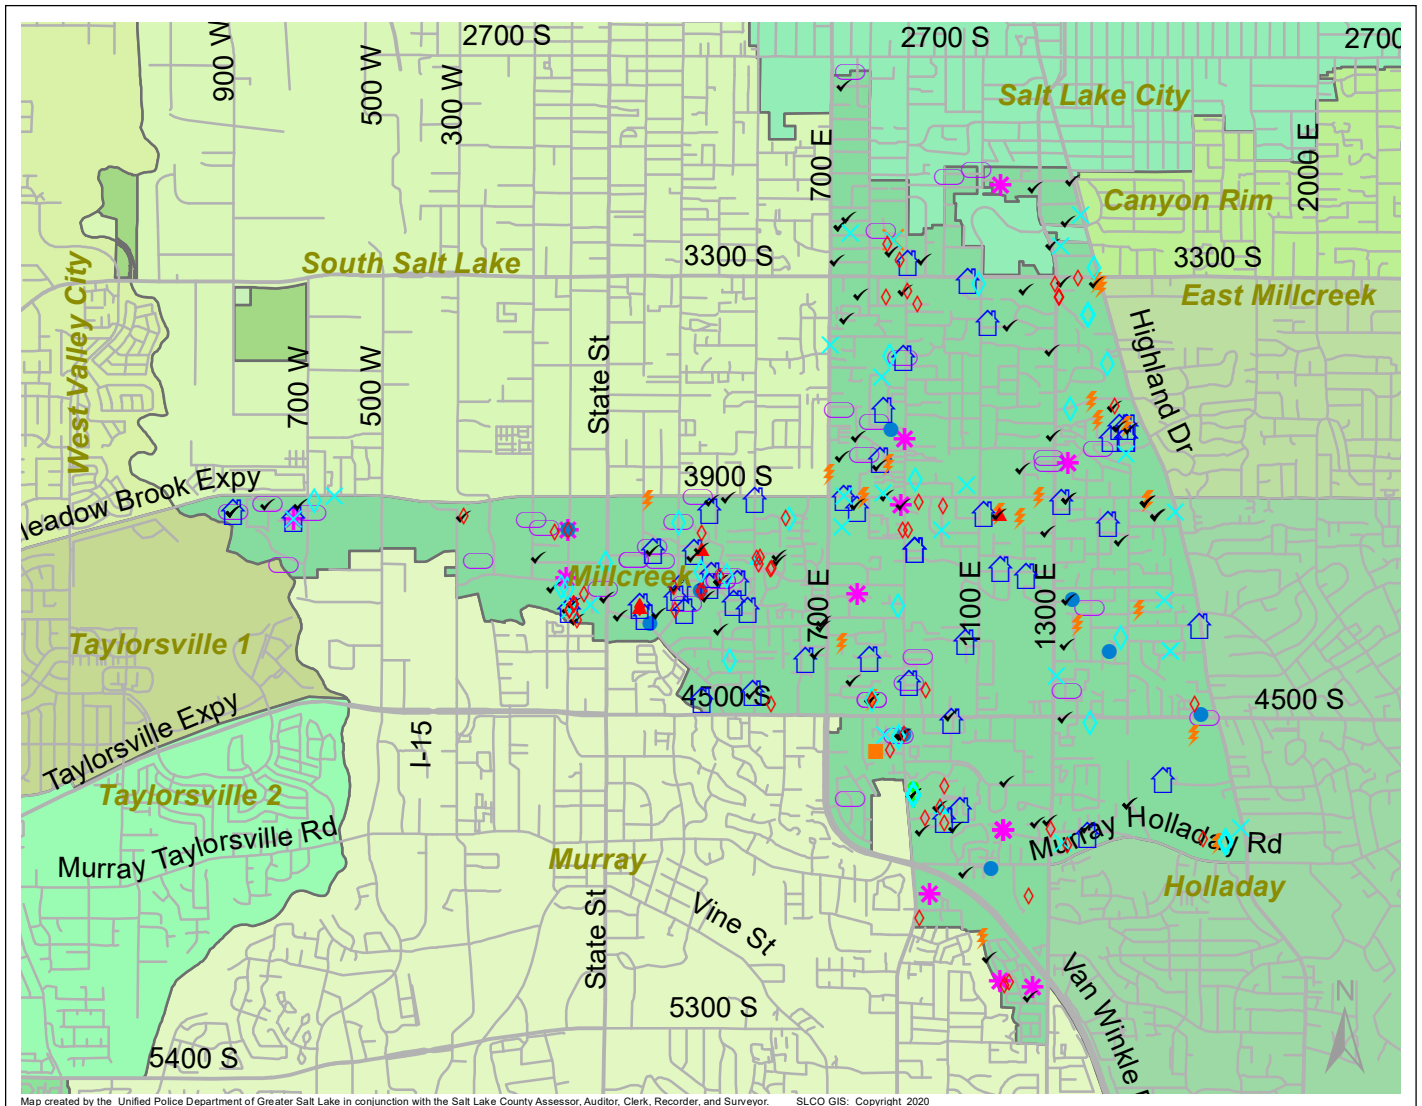 2700 S
2700 S
2700
900 W
500 W
300 W
Salt Lake City
700 E
2000 E
Canyon Rim
South Salt Lake
3300 S
3300 S
West Valley City
East Millcreek
700 W
500 W
State St
Highland Dr
3900 S
Meadow Brook Expy
Millcreek
700 E
1100 E
1300 E
Taylorsville 1
4500 S
4500 S
Taylorsville Expy
I-15
Taylorsville 2
Murray Taylorsville Rd
Murray
Murray Holladay Rd
Holladay
State St
Vine St
Van Winkle
N
5300 S
5400 S
Map created by the Unified Police Department of Greater Salt Lake in conjunction with the Salt Lake County Assessor, Auditor, Clerk, Recorder, and Surveyor. SLCO GIS: Copyright 2020